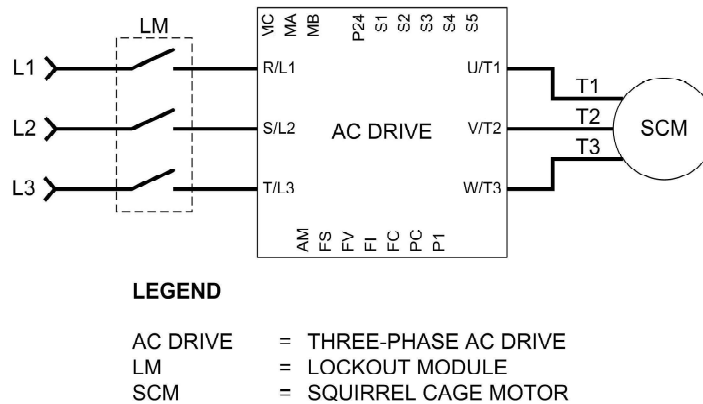 LM
MC MA MB P24 S1 S2 S3 S4 S5
L1 R/L1 U/T1 T1
L2 S/L2 AC DRIVE V/T2 T2 SCM
L3 T/L3 W/T3 T3
AM FS FV FI FC PC P1
LEGEND
AC DRIVE = THREE-PHASE AC DRIVE
LM = LOCKOUT MODULE
SCM = SQUIRREL CAGE MOTOR